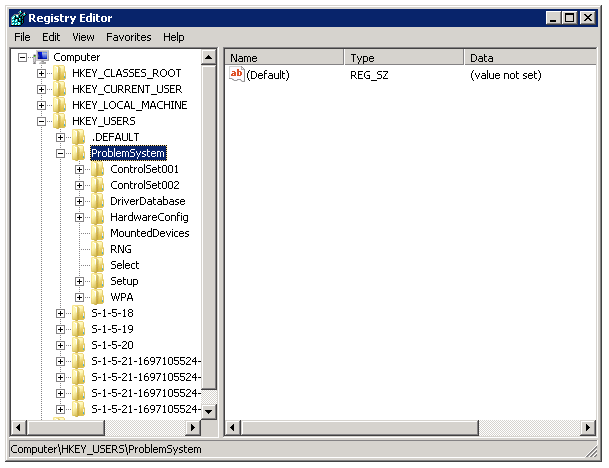 Registry Editor
File Edit View Favorites Help
Computer
HKEY_CLASSES_ROOT
HKEY_CURRENT_USER
HKEY_LOCAL_MACHINE
HKEY_USERS
.DEFAULT
ProblemSystem
ControlSet001
ControlSet002
DriverDatabase
HardwareConfig
MountedDevices
RNG
Select
Setup
WPA
S-1-5-18
S-1-5-19
S-1-5-20
S-1-5-21-1697105524-
S-1-5-21-1697105524-
S-1-5-21-1697105524-
S-1-5-21-1697105524-
Name Type Data
ab (Default) REG_SZ (value not set)
Computer\HKEY_USERS\ProblemSystem